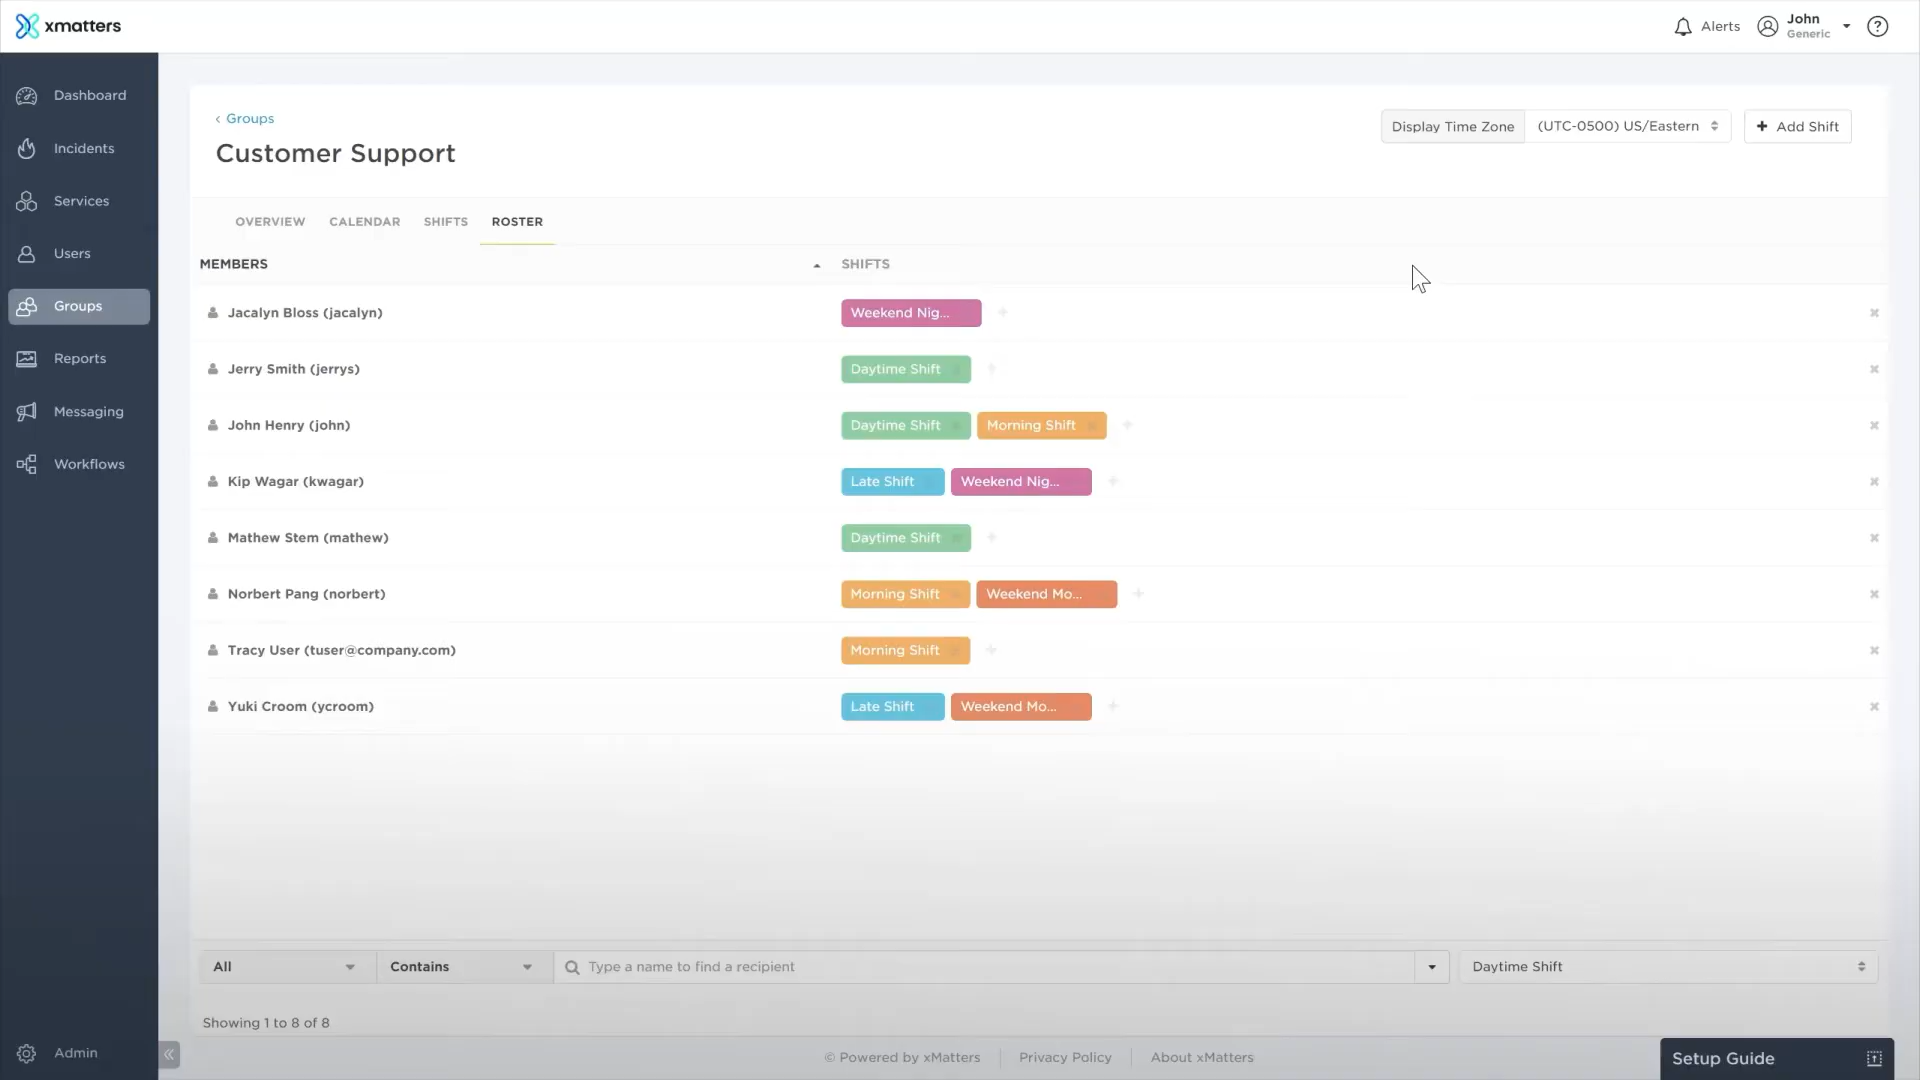 xmatters
Alerts
John
Generic
Dashboard
Incidents
Services
Users
Groups
Reports
Messaging
Workflows
Admin
‹ Groups
Customer Support
Display Time Zone (UTC-0500) US/Eastern
+ Add Shift
OVERVIEW CALENDAR SHIFTS ROSTER
MEMBERS SHIFTS
Jacalyn Bloss (jacalyn) Weekend Nig...
Jerry Smith (jerrys) Daytime Shift
John Henry (john) Daytime Shift Morning Shift
Kip Wagar (kwagar) Late Shift Weekend Nig...
Mathew Stem (mathew) Daytime Shift
Norbert Pang (norbert) Morning Shift Weekend Mo...
Tracy User (tuser@company.com) Morning Shift
Yuki Croom (ycroom) Late Shift Weekend Mo...
All Contains Type a name to find a recipient Daytime Shift
Showing 1 to 8 of 8
© Powered by xMatters Privacy Policy About xMatters
Setup Guide